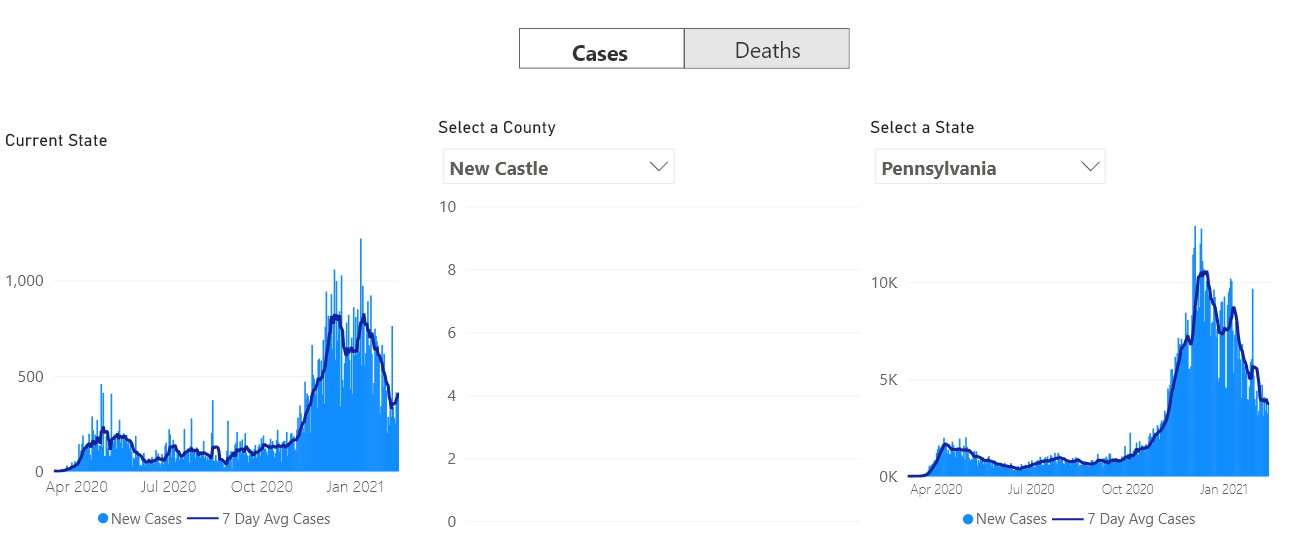 Cases
Deaths
Current State
1,000
500
0
Apr 2020 Jul 2020 Oct 2020 Jan 2021
New Cases 7 Day Avg Cases
Select a County
New Castle
10
8
6
4
2
0
Select a State
Pennsylvania
10K
5K
0K
Apr 2020 Jul 2020 Oct 2020 Jan 2021
New Cases 7 Day Avg Cases